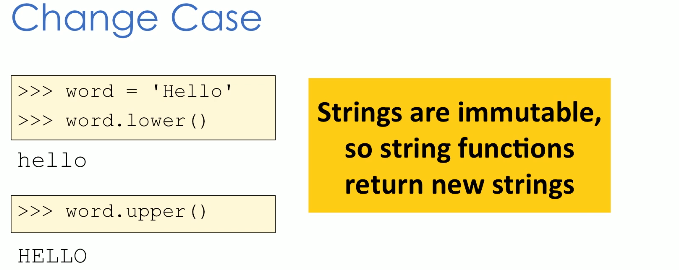 Change Case
>>> word = 'Hello'
>>> word.lower()
hello
>>> word.upper()
HELLO
Strings are immutable,
so string functions
return new strings